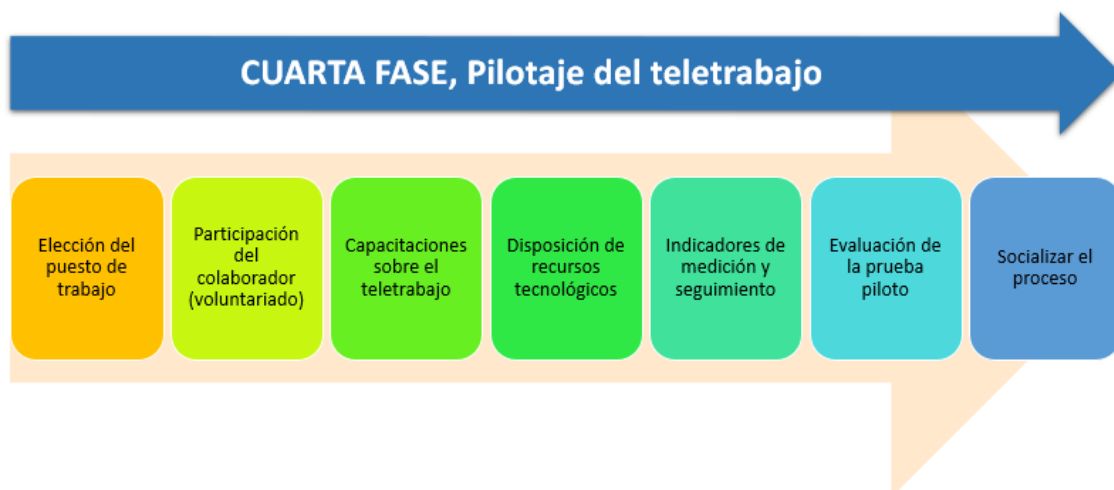 CUARTA FASE, Pilotaje del teletrabajo
Elección del
puesto de
trabajo
Participación
del
colaborador
(voluntariado)
Capacitaciones
sobre el
teletrabajo
Disposición de
recursos
tecnológicos
Indicadores de
medición y
seguimiento
Evaluación de
la prueba
piloto
Socializar el
proceso